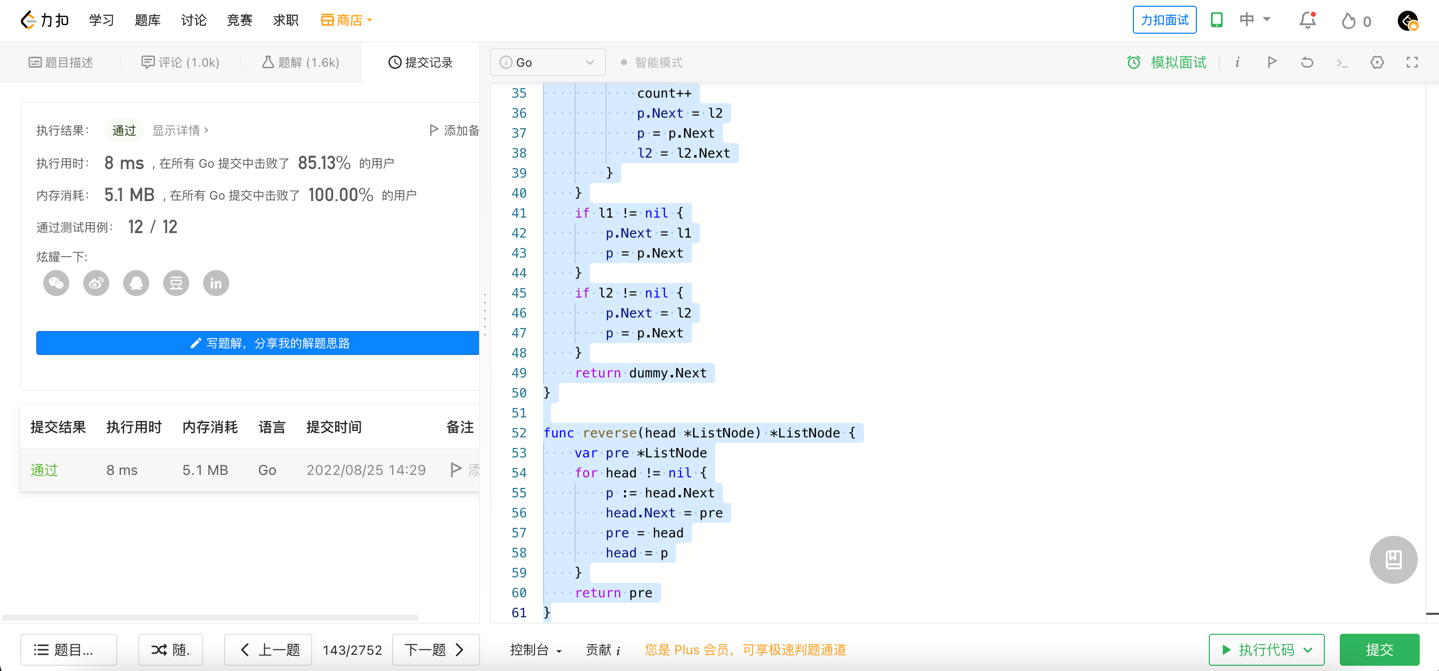 力扣 学习 题库 讨论 竞赛 求职 商店 力扣面试 中 0
题目描述 评论 (1.0k) 题解 (1.6k) 提交记录
Go 智能模式 模拟面试 i
执行结果: 通过 显示详情 › 添加备
执行用时: 8 ms , 在所有 Go 提交中击败了 85.13% 的用户
内存消耗: 5.1 MB , 在所有 Go 提交中击败了 100.00% 的用户
通过测试用例: 12 / 12
炫耀一下:
豆 in
写题解, 分享我的解题思路
提交结果 执行用时 内存消耗 语言 提交时间 备注
通过 8 ms 5.1 MB Go 2022/08/25 14:29 添
35 count++
36 p.Next = l2
37 p = p.Next
38 l2 = l2.Next
39 }
40 }
41 if l1 != nil {
42 p.Next = l1
43 p = p.Next
44 }
45 if l2 != nil {
46 p.Next = l2
47 p = p.Next
48 }
49 return dummy.Next
50 }
51
52 func reverse(head *ListNode) *ListNode {
53 var pre *ListNode
54 for head != nil {
55 p := head.Next
56 head.Next = pre
57 pre = head
58 head = p
59 }
60 return pre
61 }
题目... 随. 上一题 143/2752 下一题 控制台 贡献 i 您是 Plus 会员, 可享极速判题通道 执行代码 提交